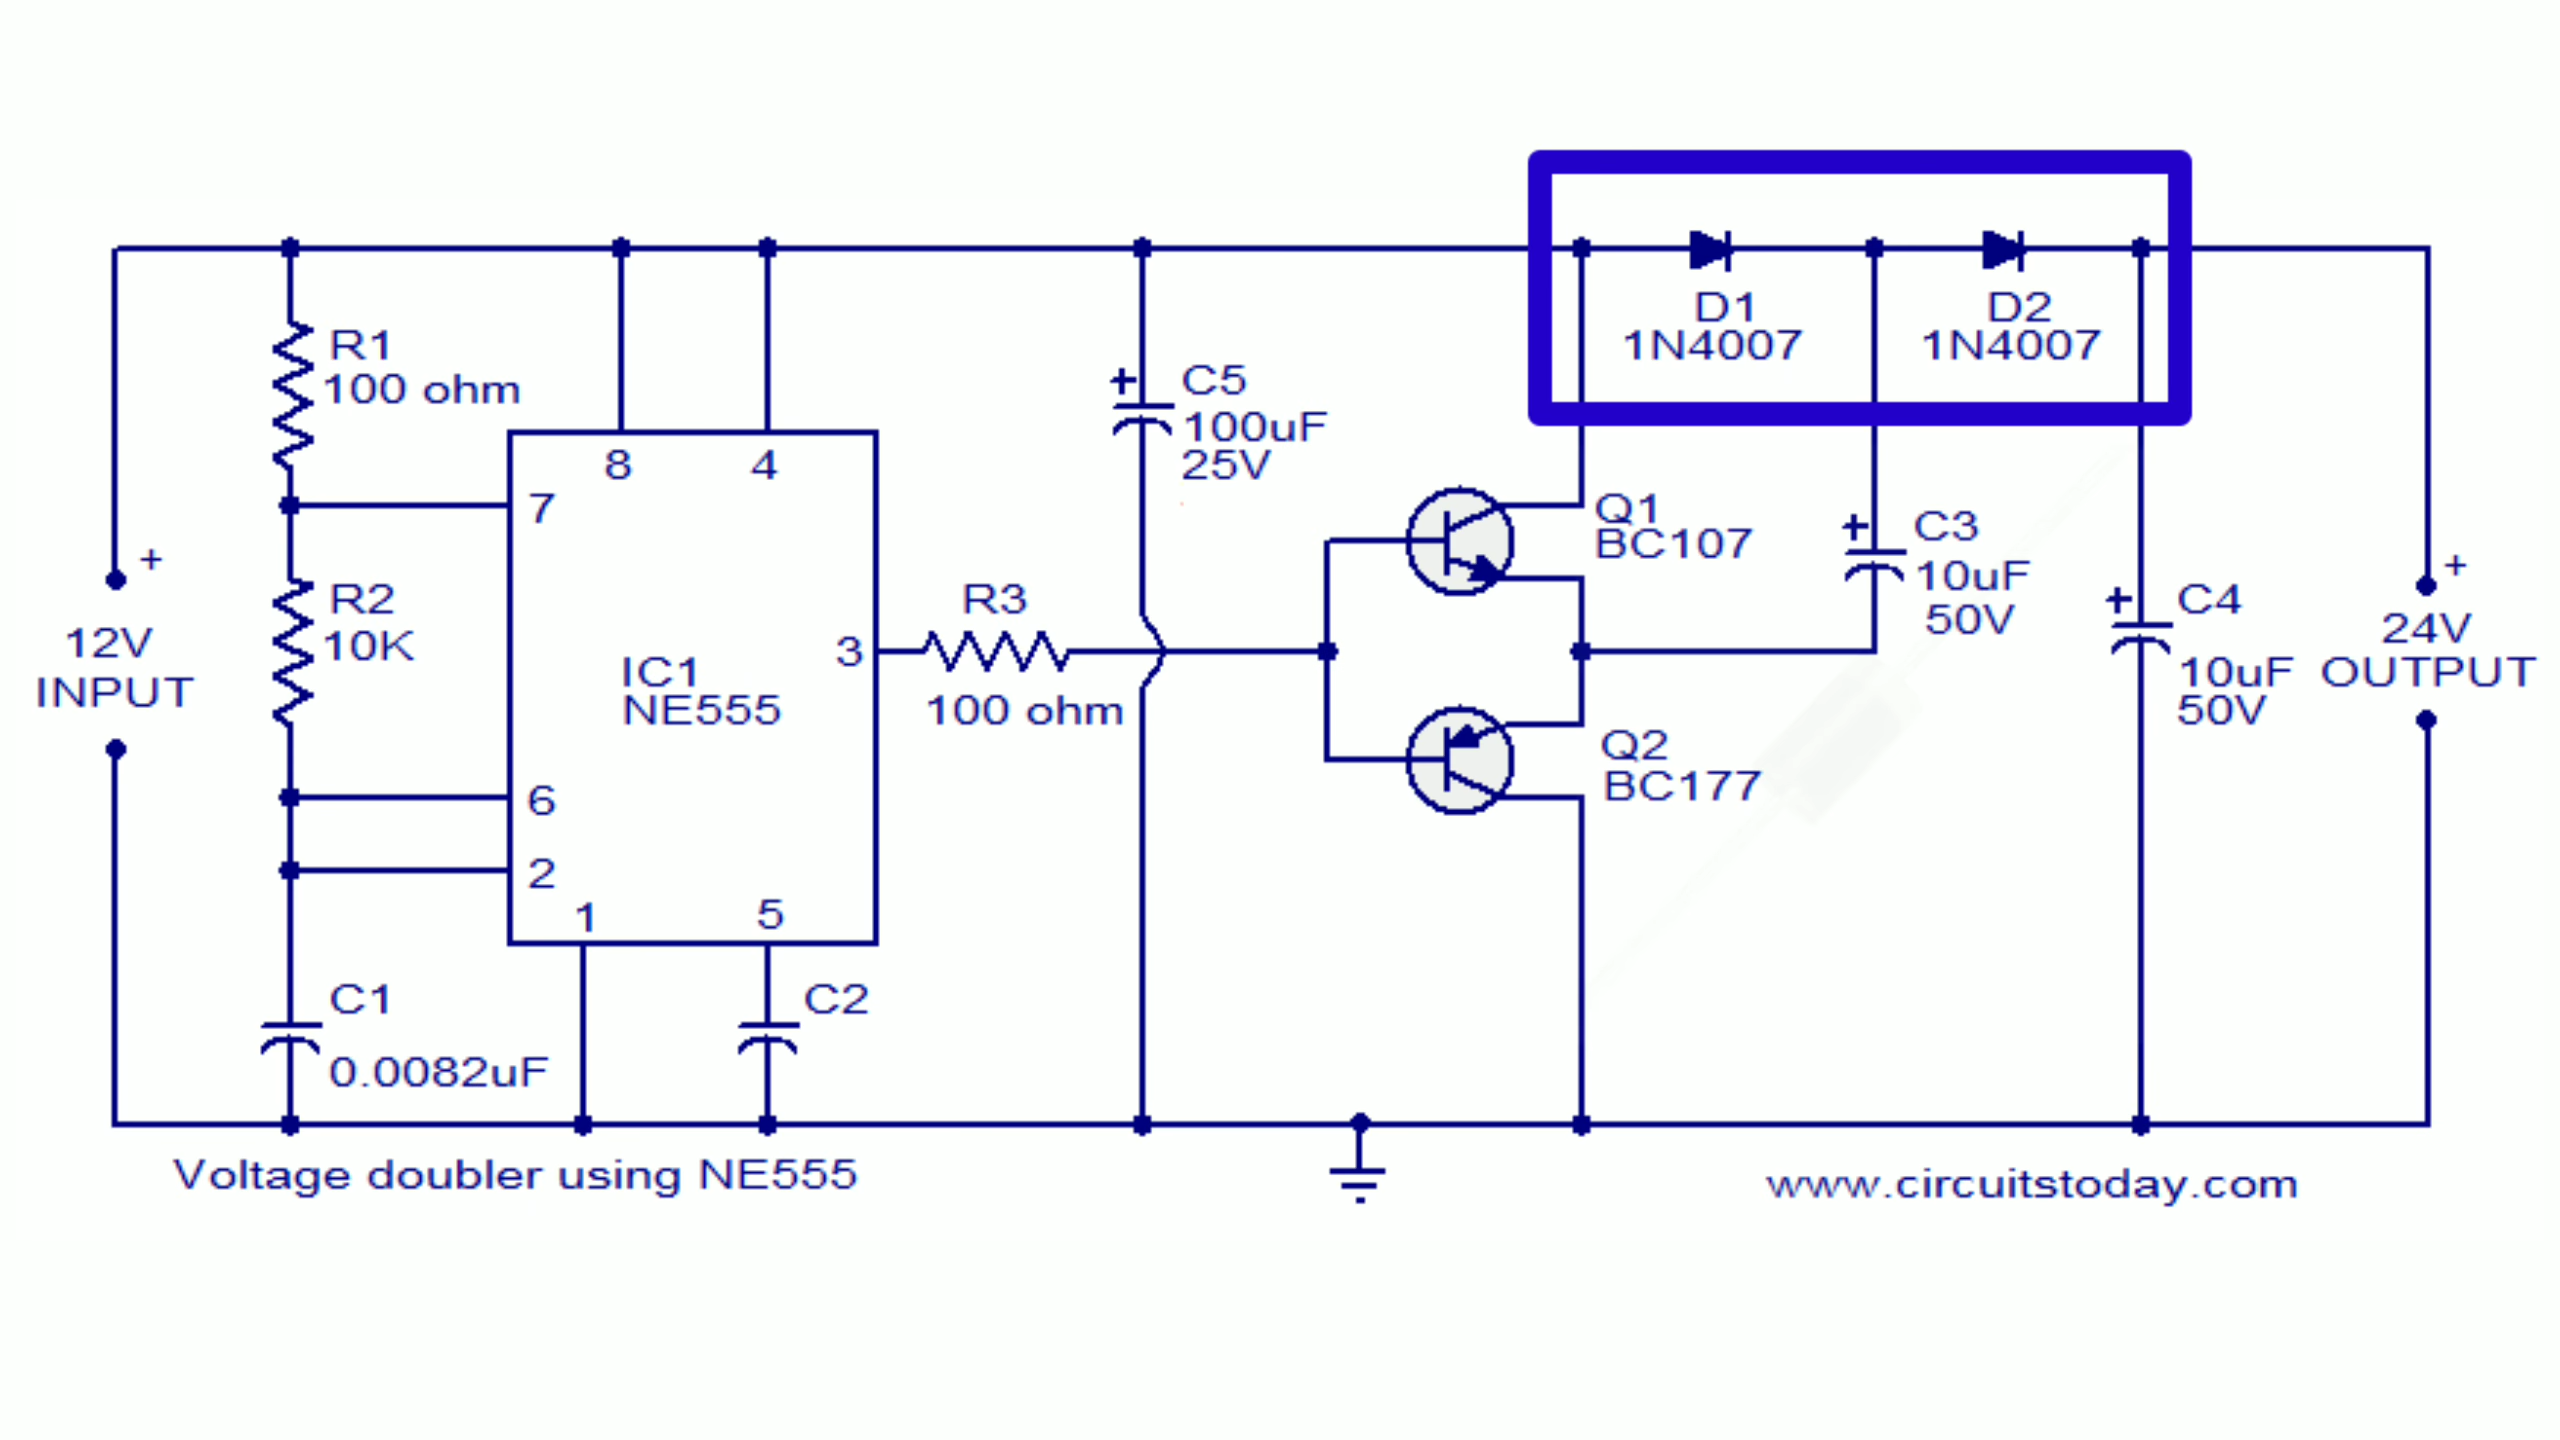 R1
100 ohm
8
4
7
R2
10K
+
12V
INPUT
IC1
NE555
3
6
2
1
5
C1
0.0082uF
C2
R3
100 ohm
+
C5
100uF
25V
D1
1N4007
D2
1N4007
Q1
BC107
Q2
BC177
+
C3
10uF
50V
+
C4
10uF
50V
+
24V
OUTPUT
Voltage doubler using NE555
www.circuitstoday.com